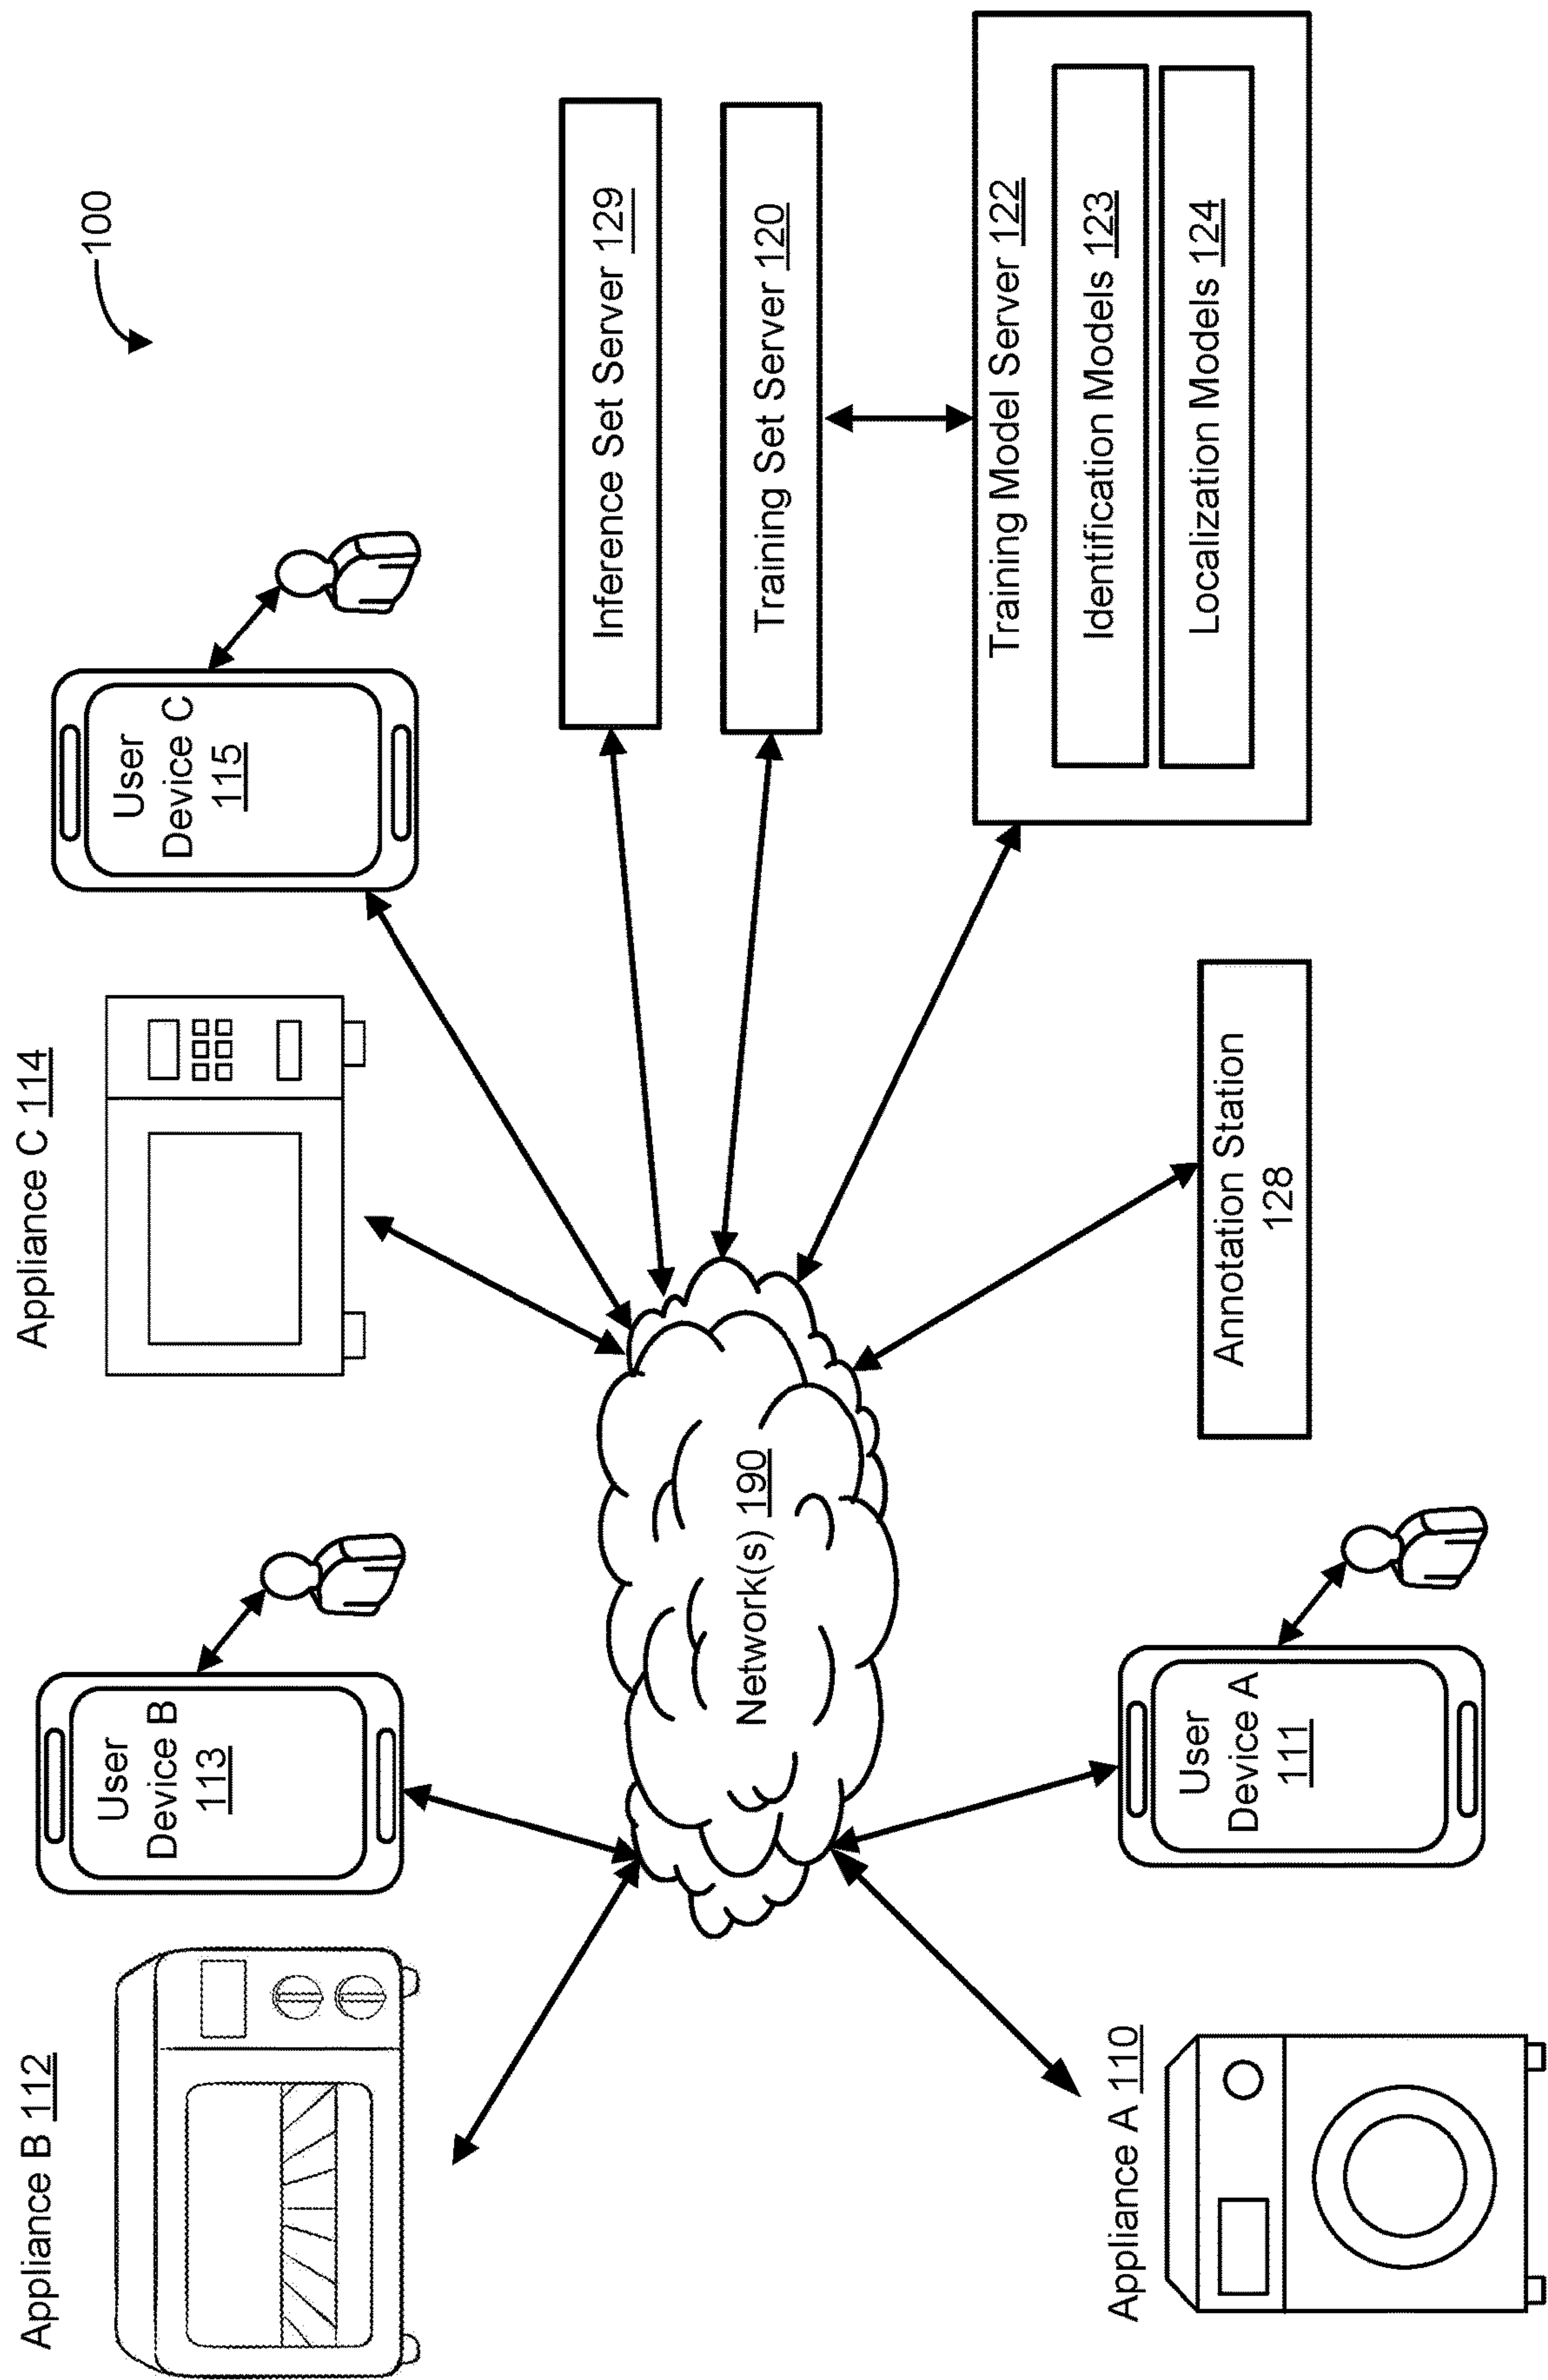 100
Appliance B 112
User
Device B
113
Appliance C 114
User
Device C
115
Inference Set Server 129
Training Set Server 120
Network(s) 190
Training Model Server 122
Identification Models 123
Localization Models 124
Appliance A 110
User
Device A
111
Annotation Station
128